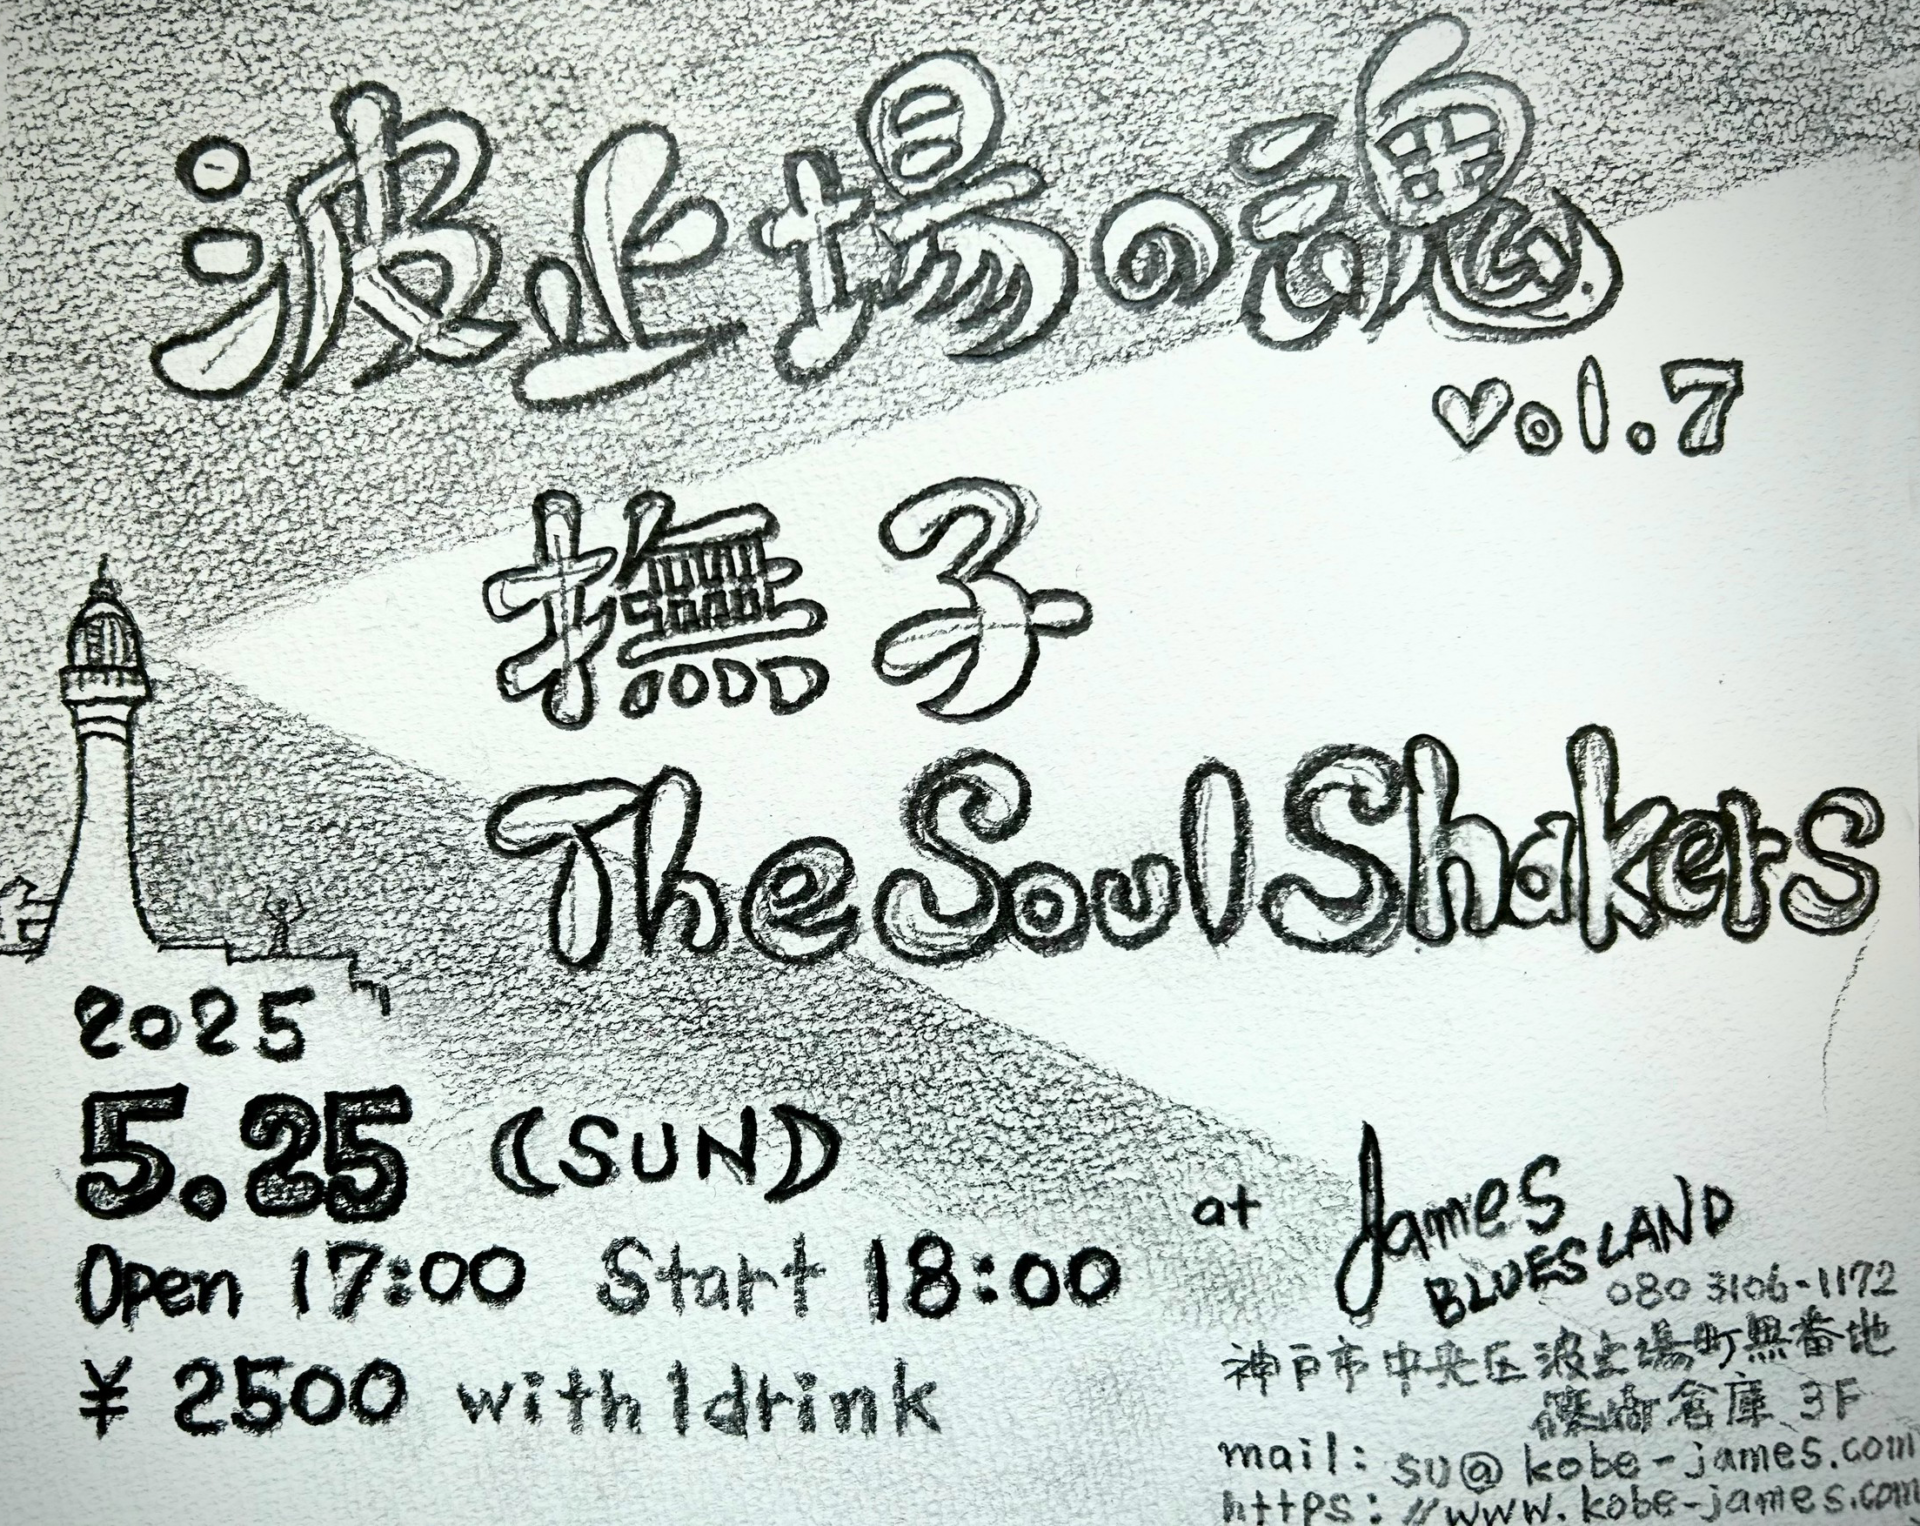 波止場の魂
vol.7
撫子
The Soul Shakers
2025
5.25 (SUN)
Open 17:00 Start 18:00
¥ 2500 with 1drink
at James
BLUESLAND
080 3106-1172
神戸市中央区波止場町無番地
倉庫 3F
mail: su@kobe-james.com
https://www.kobe-james.com